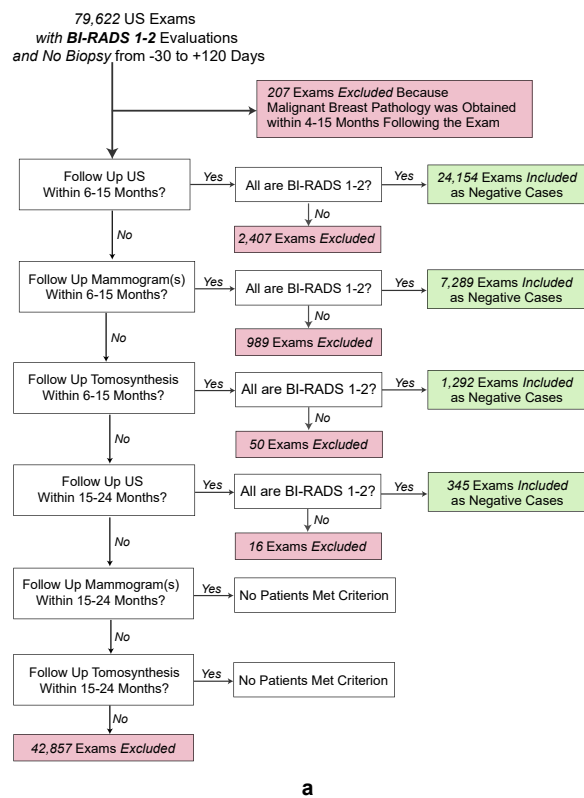 79,622 US Exams
with BI-RADS 1-2 Evaluations
and No Biopsy from -30 to +120 Days
207 Exams Excluded Because
Malignant Breast Pathology was Obtained
within 4-15 Months Following the Exam
Follow Up US
Within 6-15 Months?
Yes
All are BI-RADS 1-2?
Yes
24,154 Exams Included
as Negative Cases
No
2,407 Exams Excluded
No
Follow Up Mammogram(s)
Within 6-15 Months?
Yes
All are BI-RADS 1-2?
Yes
7,289 Exams Included
as Negative Cases
No
989 Exams Excluded
No
Follow Up Tomosynthesis
Within 6-15 Months?
Yes
All are BI-RADS 1-2?
Yes
1,292 Exams Included
as Negative Cases
No
50 Exams Excluded
No
Follow Up US
Within 15-24 Months?
Yes
All are BI-RADS 1-2?
Yes
345 Exams Included
as Negative Cases
No
16 Exams Excluded
No
Follow Up Mammogram(s)
Within 15-24 Months?
Yes
No Patients Met Criterion
No
Follow Up Tomosynthesis
Within 15-24 Months?
Yes
No Patients Met Criterion
No
42,857 Exams Excluded
a